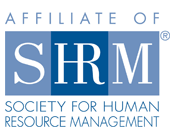 AFFILIATE OF
SHRM®
SOCIETY FOR HUMAN
RESOURCE MANAGEMENT